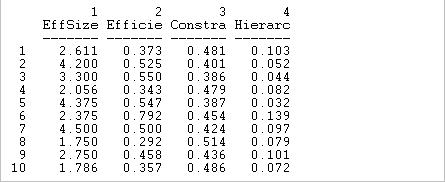 1 2 3 4
EffSize Efficie Constra Hierarc
------- ------- ------- -------
1 2.611 0.373 0.481 0.103
2 4.200 0.525 0.401 0.052
3 3.300 0.550 0.386 0.044
4 2.056 0.343 0.479 0.082
5 4.375 0.547 0.387 0.032
6 2.375 0.792 0.454 0.139
7 4.500 0.500 0.424 0.097
8 1.750 0.292 0.514 0.079
9 2.750 0.458 0.436 0.101
10 1.786 0.357 0.486 0.072